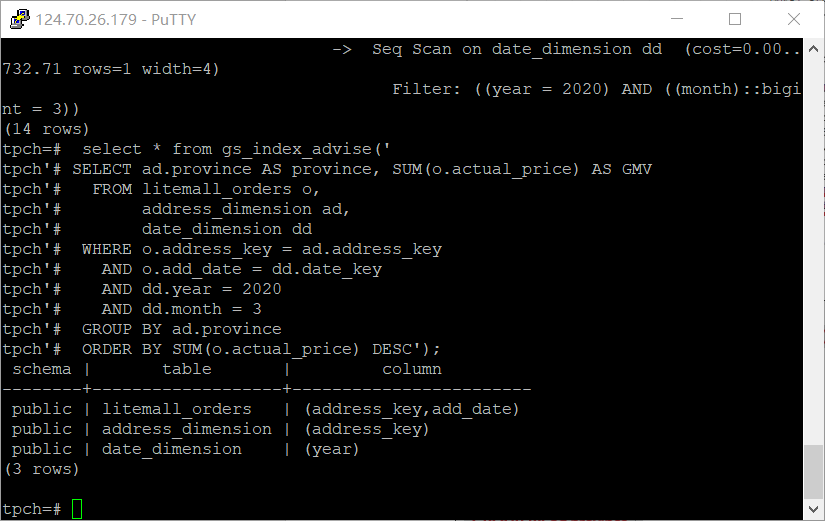 124.70.26.179 - PuTTY
->  Seq Scan on date_dimension dd  (cost=0.00..
732.71 rows=1 width=4)
Filter: ((year = 2020) AND ((month)::bigi
nt = 3))
(14 rows)
tpch=#  select * from gs_index_advise('
tpch'# SELECT ad.province AS province, SUM(o.actual_price) AS GMV
tpch'#   FROM litemall_orders o,
tpch'#        address_dimension ad,
tpch'#        date_dimension dd
tpch'#  WHERE o.address_key = ad.address_key
tpch'#    AND o.add_date = dd.date_key
tpch'#    AND dd.year = 2020
tpch'#    AND dd.month = 3
tpch'#  GROUP BY ad.province
tpch'#  ORDER BY SUM(o.actual_price) DESC');
 schema |       table       |         column
--------+-------------------+------------------------
 public | litemall_orders   | (address_key,add_date)
 public | address_dimension | (address_key)
 public | date_dimension    | (year)
(3 rows)
tpch=#